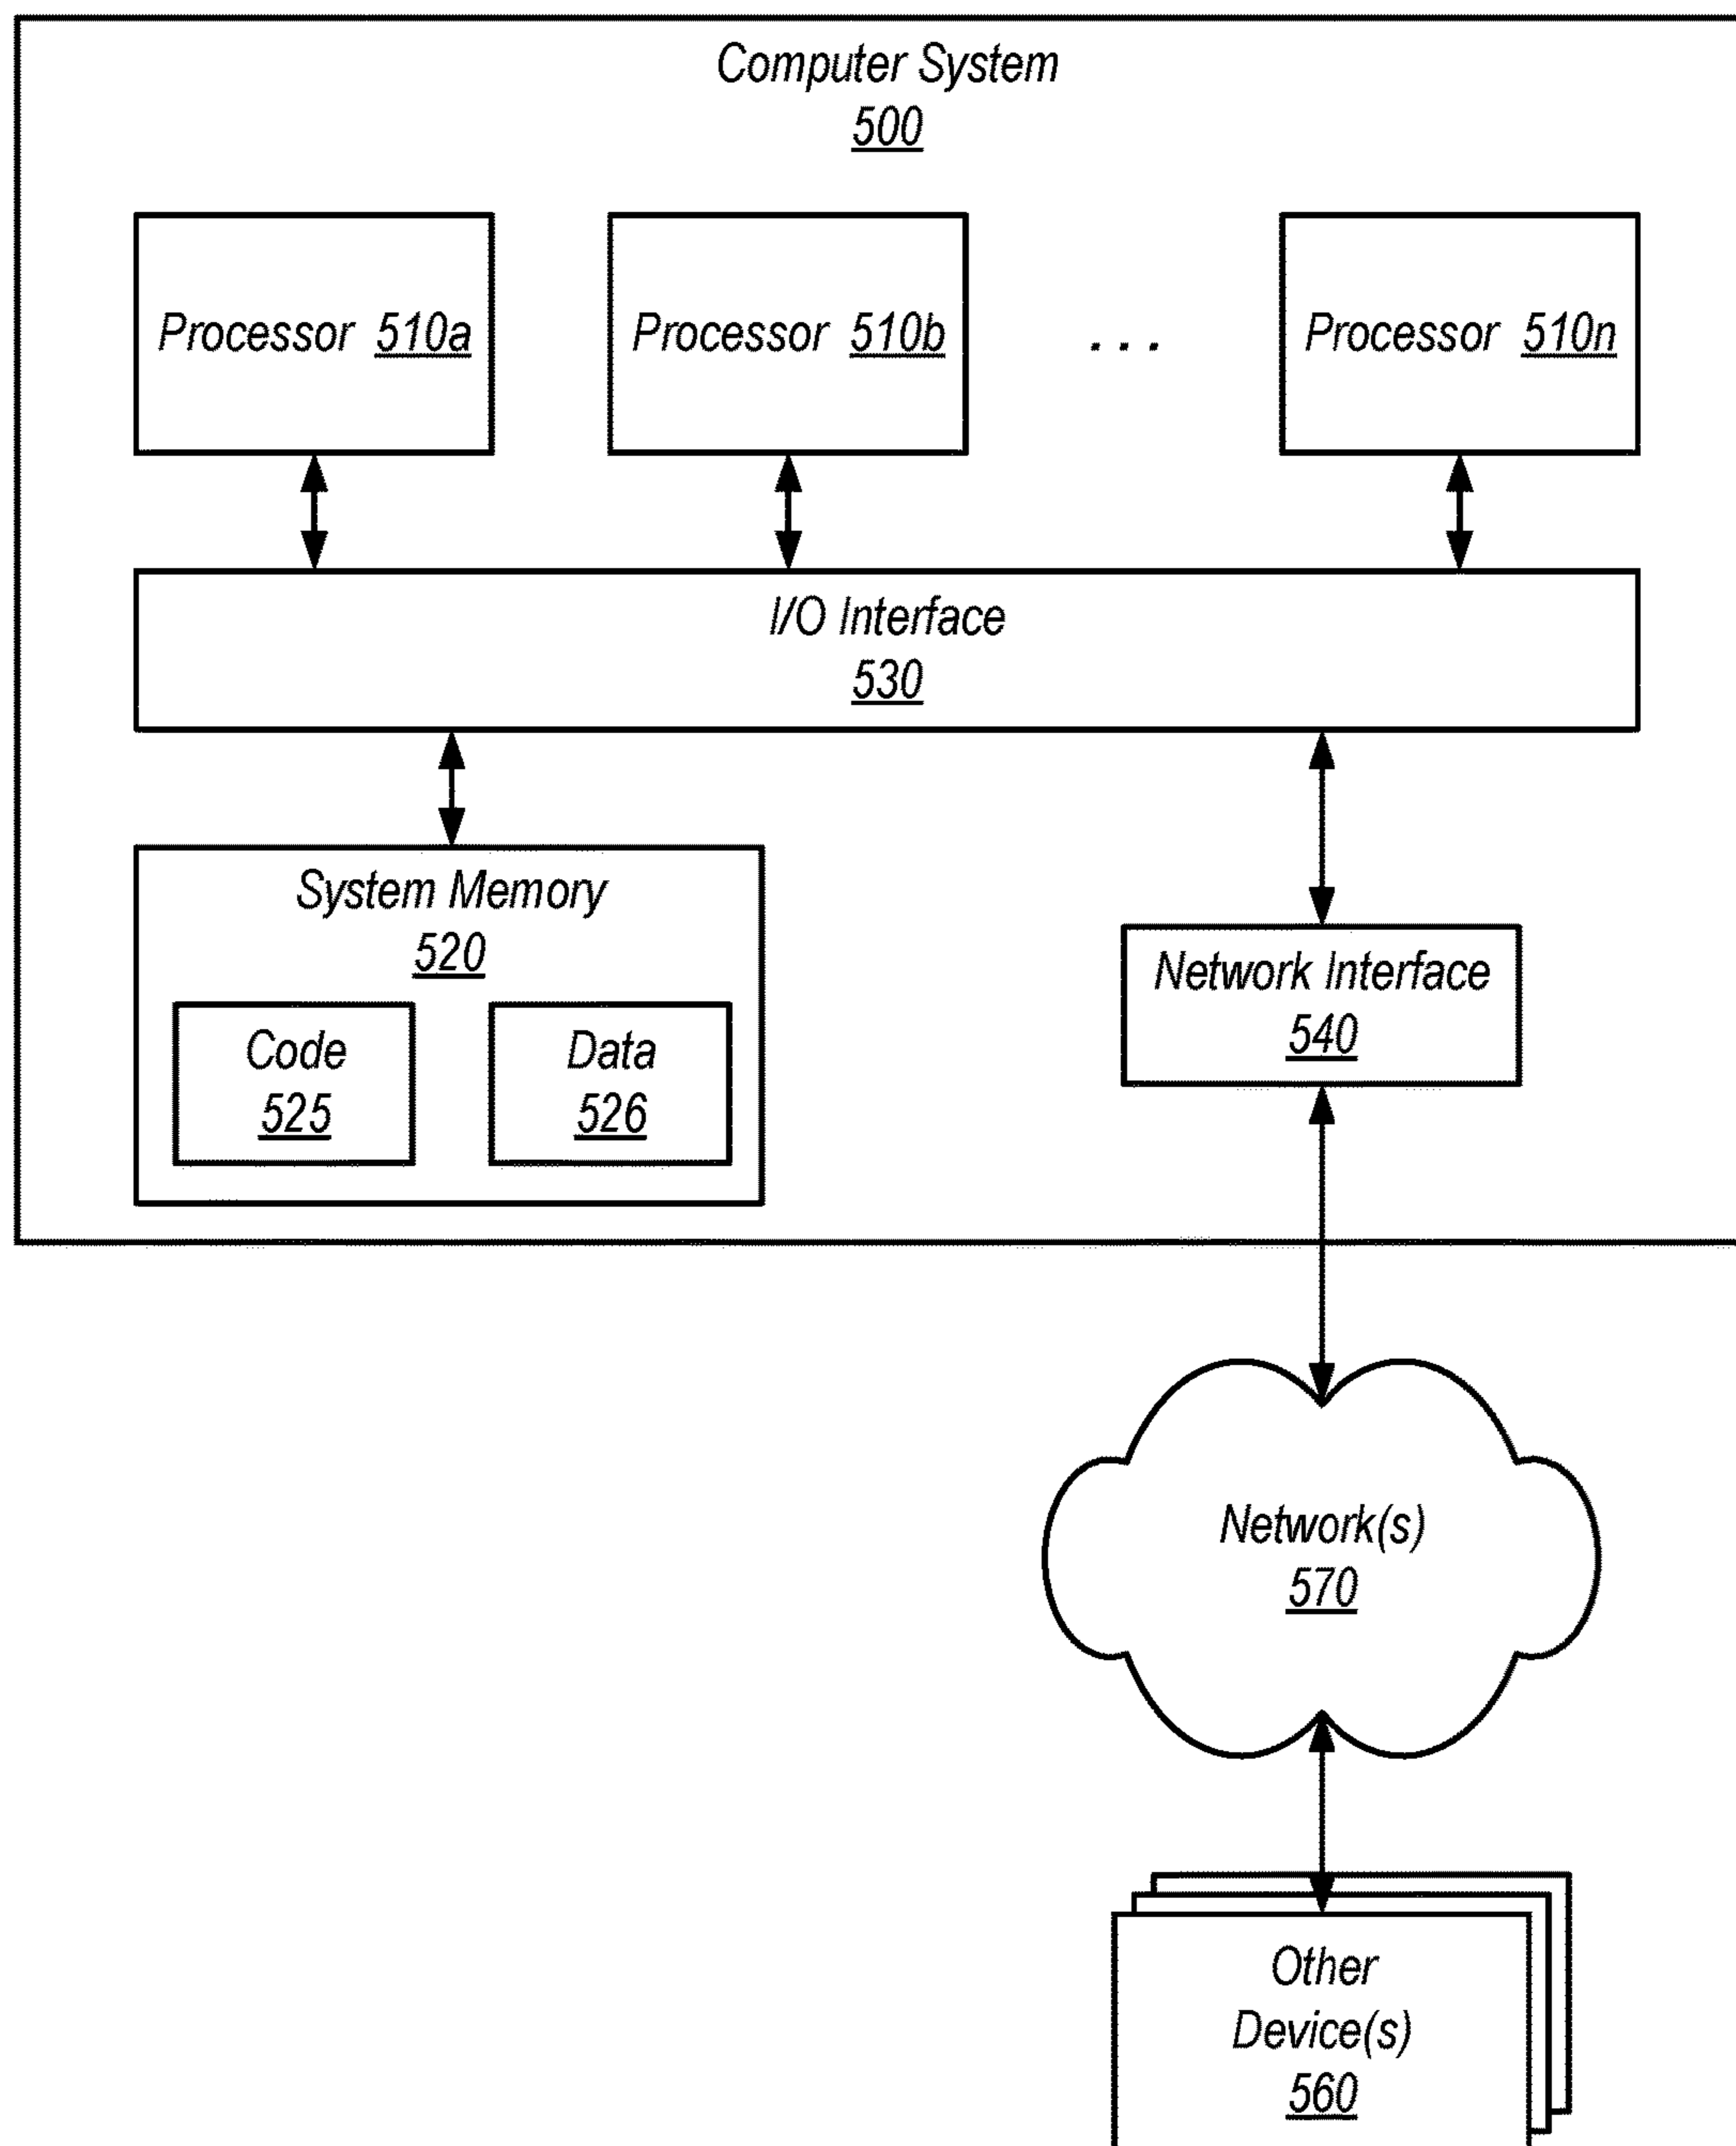 Computer System
500
Processor 510a
Processor 510b
. . .
Processor 510n
I/O Interface
530
System Memory
520
Code
525
Data
526
Network Interface
540
Network(s)
570
Other
Device(s)
560